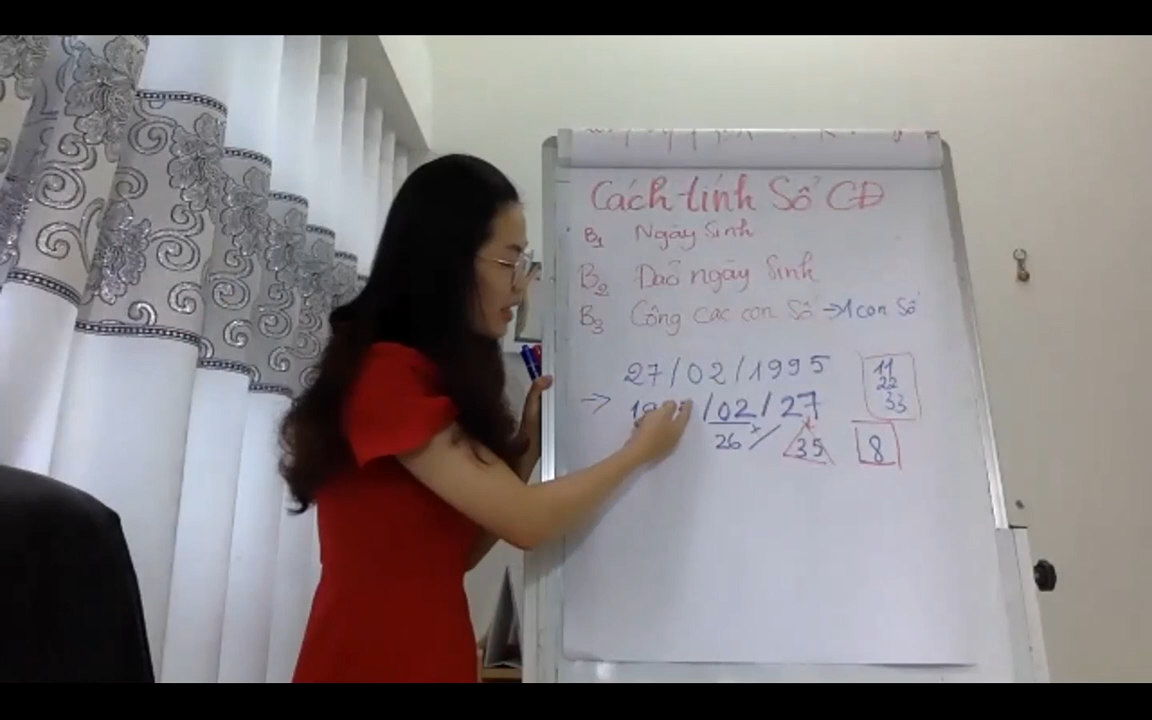 Cách tính Số CĐ
B1 Ngày Sinh
B2 Đảo ngày Sinh
B3 Cộng các con Số → 1 con Số
27/02/1995
11
22
33
→ /02/27
26 + / 35
8